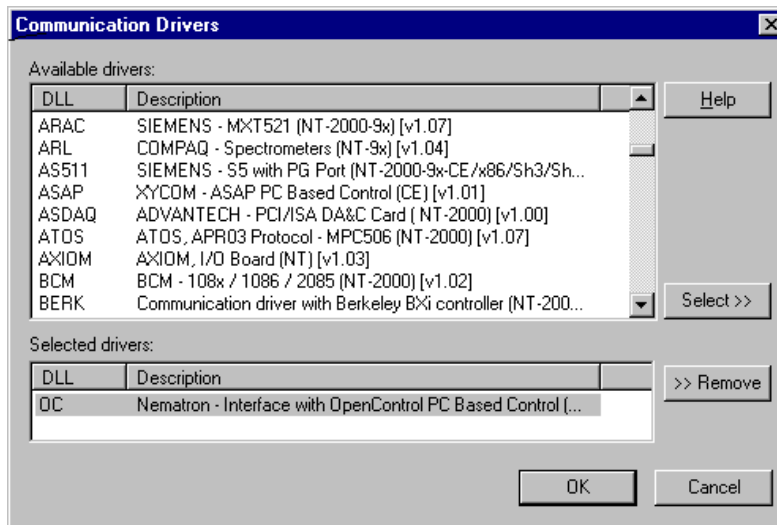 Communication Drivers
Available drivers:
DLL Description
Help
ARAC SIEMENS - MXT521 (NT-2000-9x) [v1.07]
ARL COMPAQ - Spectrometers (NT-9x) [v1.04]
AS511 SIEMENS - S5 with PG Port (NT-2000-9x-CE/x86/Sh3/Sh...
ASAP XYCOM - ASAP PC Based Control (CE) [v1.01]
ASDAQ ADVANTECH - PCI/ISA DA&C Card ( NT-2000) [v1.00]
ATOS ATOS, APR03 Protocol - MPC506 (NT-2000) [v1.07]
AXIOM AXIOM, I/O Board (NT) [v1.03]
BCM BCM - 108x / 1086 / 2085 (NT-2000) [v1.02]
BERK Communication driver with Berkeley BXi controller (NT-200...
Select >>
Selected drivers:
DLL Description
>> Remove
OC Nematron - Interface with OpenControl PC Based Control (...
OK Cancel